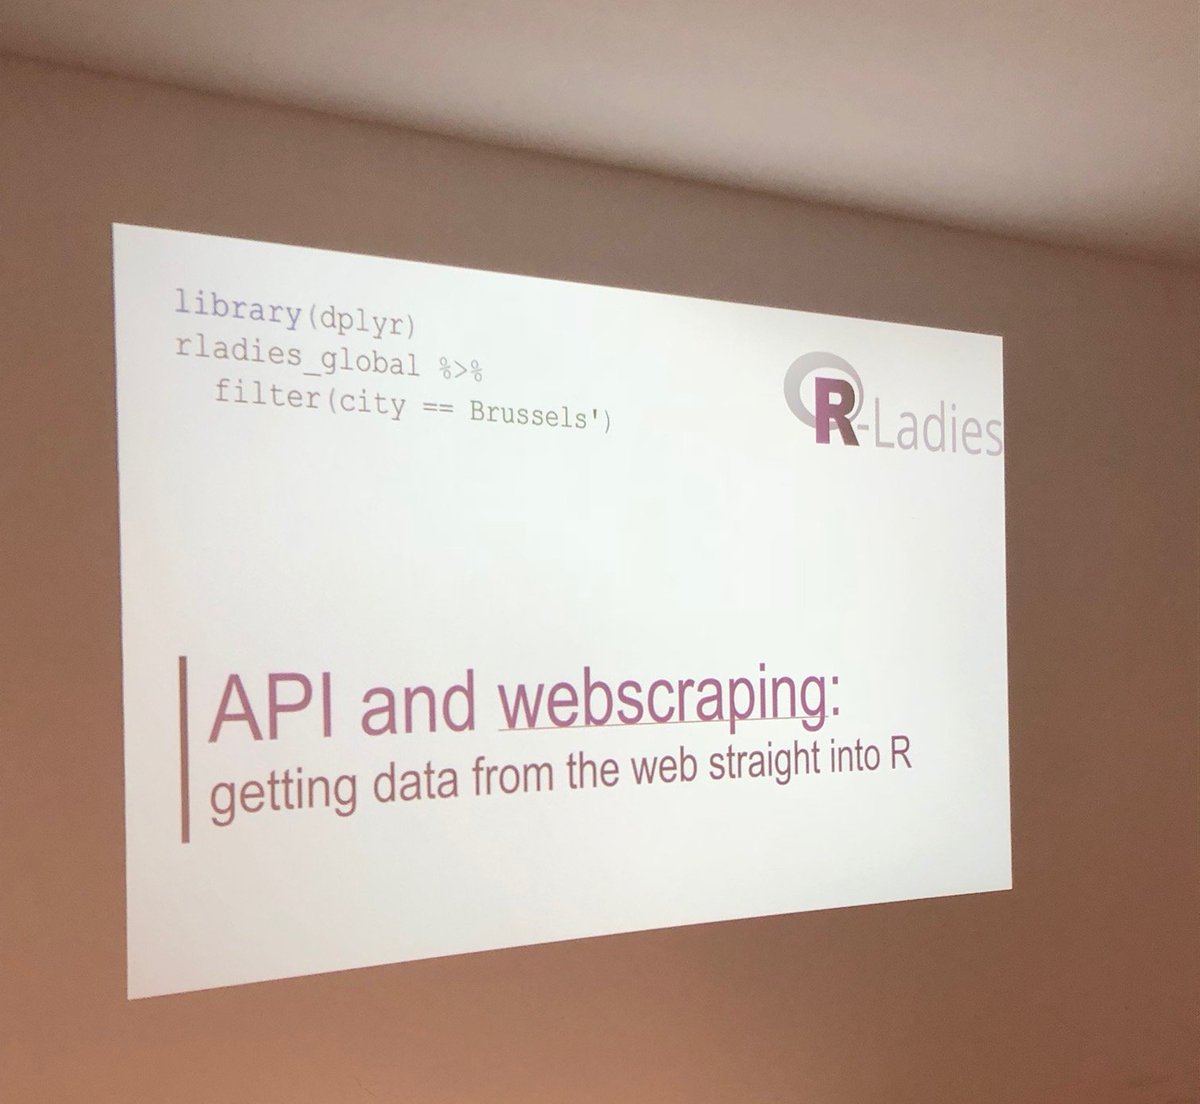 library(dplyr)
rladies_global %>%
filter(city == Brussels')
R-Ladies
API and webscraping:
getting data from the web straight into R